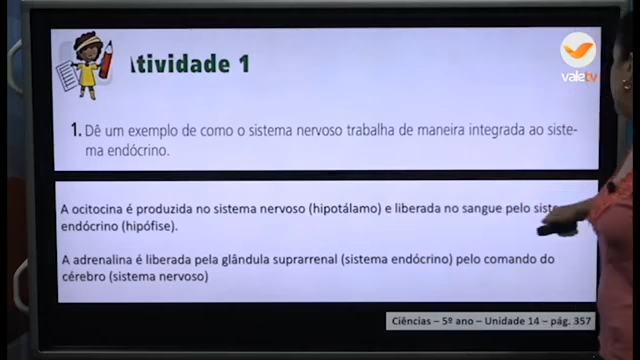 Atividade 1
1. Dê um exemplo de como o sistema nervoso trabalha de maneira integrada ao siste-
ma endócrino.
A ocitocina é produzida no sistema nervoso (hipotálamo) e liberada no sangue pelo siste
endócrino (hipófise).
A adrenalina é liberada pela glândula suprarrenal (sistema endócrino) pelo comando do
cérebro (sistema nervoso)
Ciências – 5º ano – Unidade 14 – pág. 357
valetv